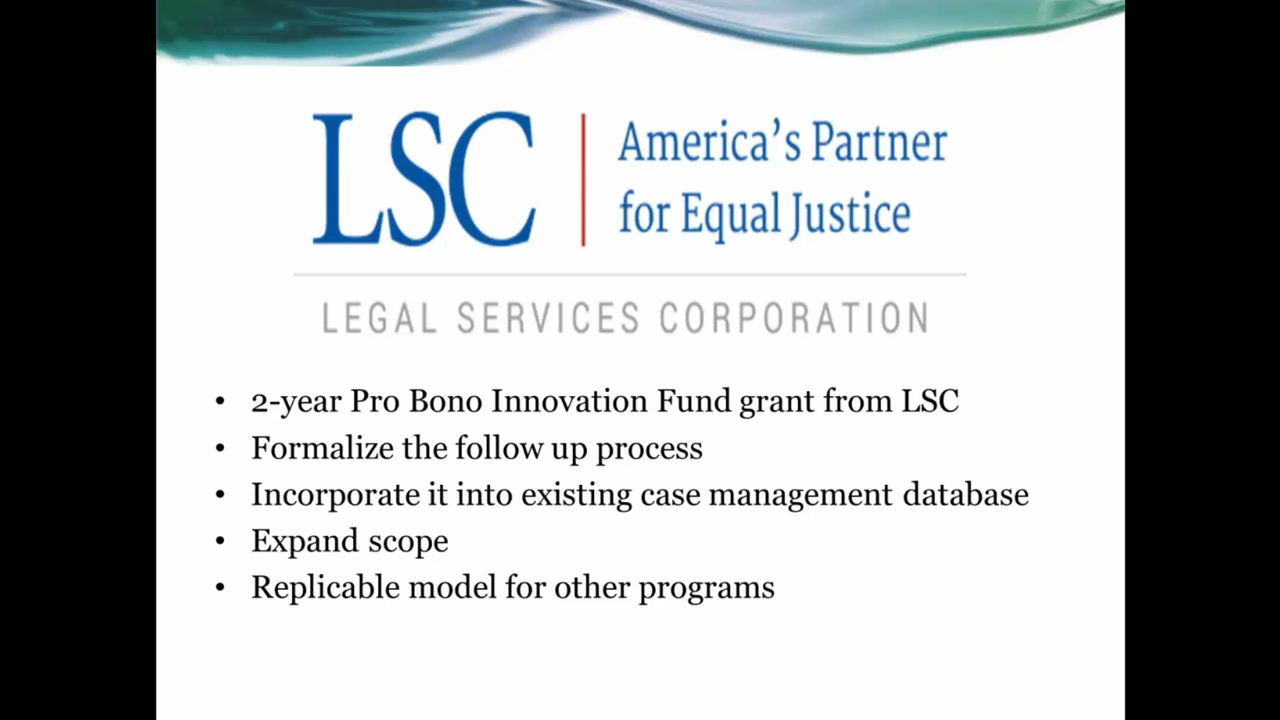 LSC
America's Partner
for Equal Justice
LEGAL SERVICES CORPORATION
• 2-year Pro Bono Innovation Fund grant from LSC
• Formalize the follow up process
• Incorporate it into existing case management database
• Expand scope
• Replicable model for other programs